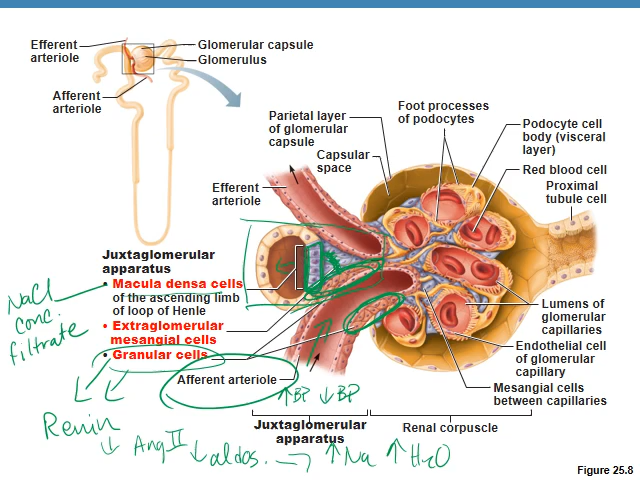 Efferent
arteriole
Glomerular capsule
Glomerulus
Afferent
arteriole
Parietal layer
of glomerular
capsule
Foot processes
of podocytes
Podocyte cell
body (visceral
layer)
Capsular
space
Red blood cell
Efferent
arteriole
Proximal
tubule cell
Juxtaglomerular
apparatus
• Macula densa cells
of the ascending limb
of loop of Henle
• Extraglomerular
mesangial cells
• Granular cells
NaCl
conc.
filtrate
Lumens of
glomerular
capillaries
Endothelial cell
of glomerular
capillary
Afferent arteriole
Mesangial cells
between capillaries
↑BP ↓BP
Juxtaglomerular
apparatus
Renal corpuscle
Renin
↓ Ang II
↓ aldos. → ↑Na ↑H2O
Figure 25.8